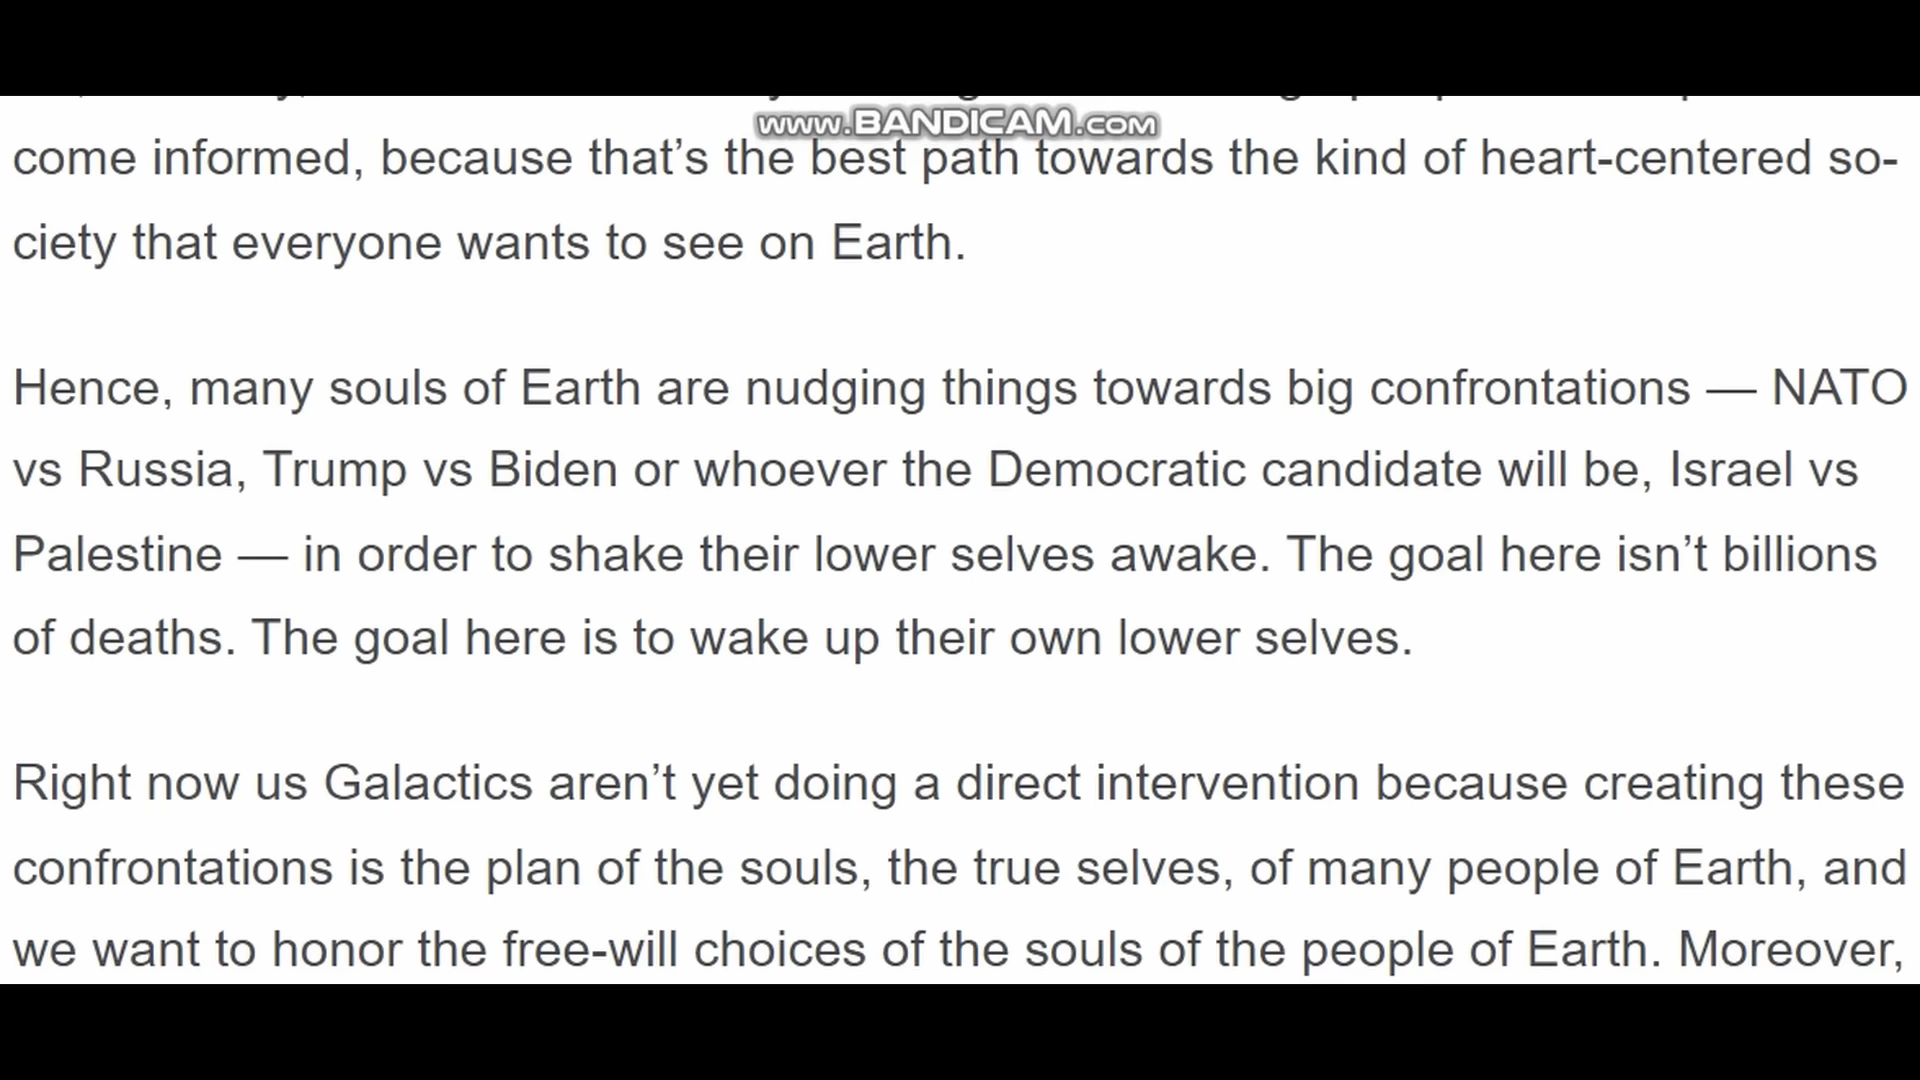 www.BANDICAM.com
come informed, because that’s the best path towards the kind of heart-centered so-
ciety that everyone wants to see on Earth.
Hence, many souls of Earth are nudging things towards big confrontations — NATO
vs Russia, Trump vs Biden or whoever the Democratic candidate will be, Israel vs
Palestine — in order to shake their lower selves awake. The goal here isn’t billions
of deaths. The goal here is to wake up their own lower selves.
Right now us Galactics aren’t yet doing a direct intervention because creating these
confrontations is the plan of the souls, the true selves, of many people of Earth, and
we want to honor the free-will choices of the souls of the people of Earth. Moreover,